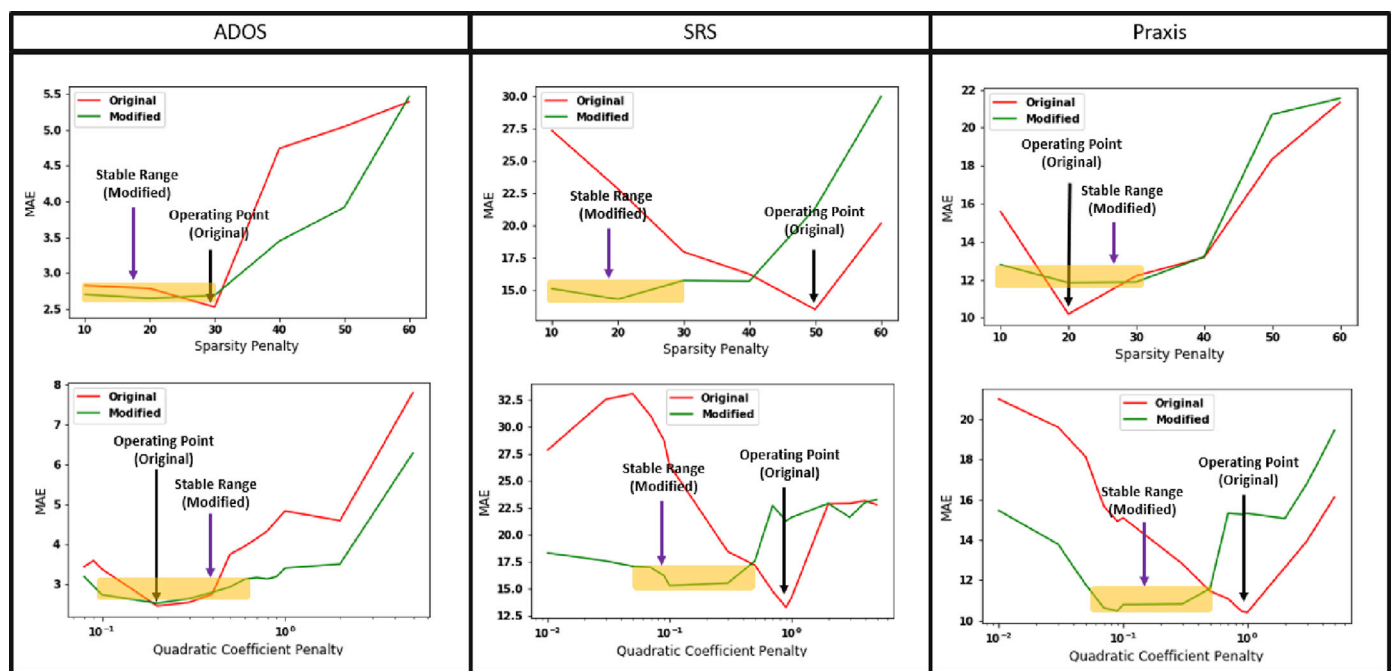 ADOS
SRS
Praxis
5.5
5.0
4.5
4.0
3.5
3.0
2.5
MAE
Original
Modified
Stable Range
(Modified)
Operating Point
(Original)
10
20
30
40
50
60
Sparsity Penalty
30.0
27.5
25.0
22.5
20.0
17.5
15.0
MAE
Original
Modified
Stable Range
(Modified)
Operating Point
(Original)
10
20
30
40
50
60
Sparsity Penalty
22
20
18
16
14
12
10
MAE
Original
Modified
Operating Point
(Original)
Stable Range
(Modified)
10
20
30
40
50
60
Sparsity Penalty
8
7
6
5
4
3
MAE
Original
Modified
Operating Point
(Original)
Stable Range
(Modified)
10⁻¹
10⁰
Quadratic Coefficient Penalty
32.5
30.0
27.5
25.0
22.5
20.0
17.5
15.0
12.5
MAE
Original
Modified
Stable Range
(Modified)
Operating Point
(Original)
10⁻²
10⁻¹
10⁰
Quadratic Coefficient Penalty
20
18
16
14
12
10
MAE
Original
Modified
Operating Point
(Original)
Stable Range
(Modified)
10⁻²
10⁻¹
10⁰
Quadratic Coefficient Penalty